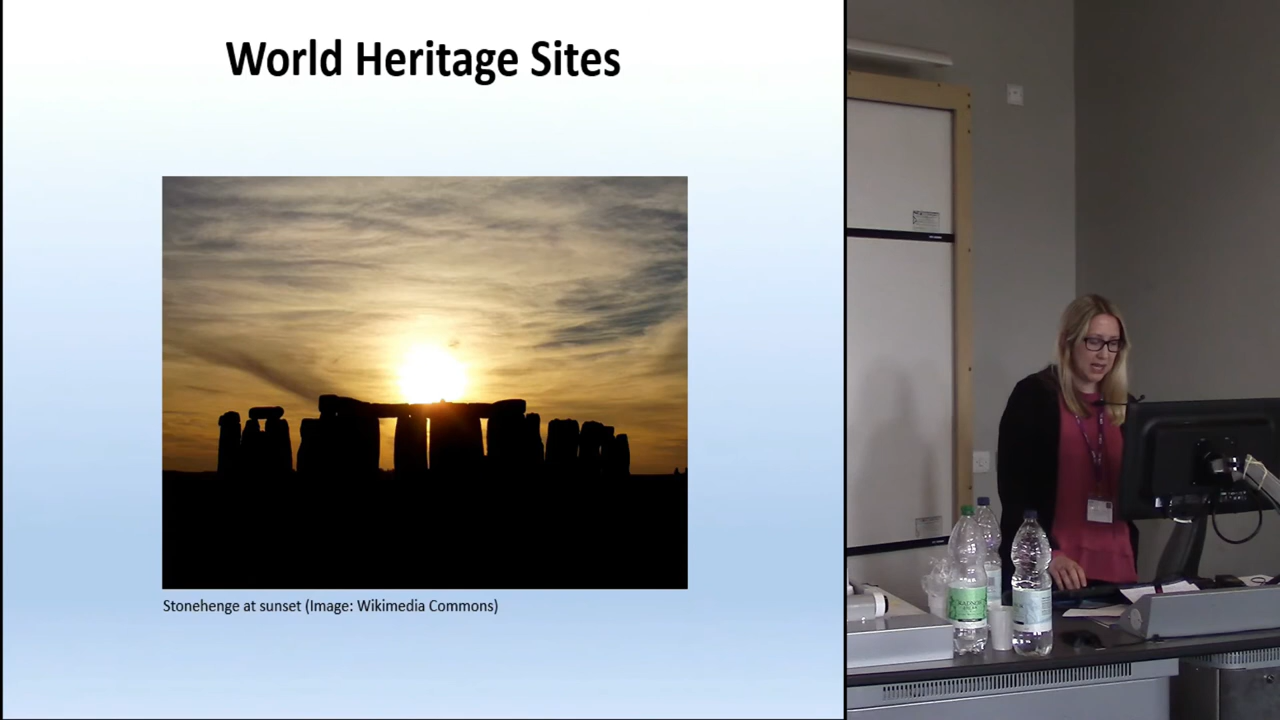 World Heritage Sites
Stonehenge at sunset (Image: Wikimedia Commons)